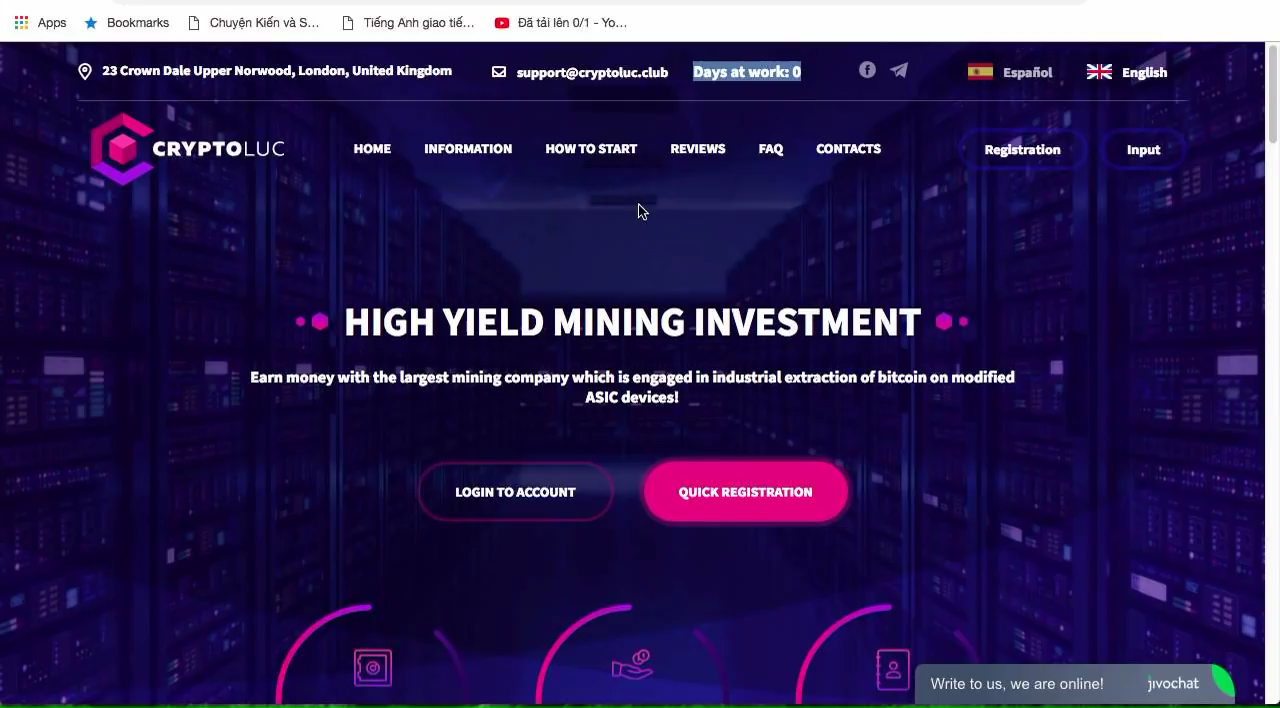 Apps
Bookmarks
Chuyện Kiến và S...
Tiếng Anh giao tiế...
Đã tải lên 0/1 - Yo...
23 Crown Dale Upper Norwood, London, United Kingdom
support@cryptoluc.club
Days at work: 0
Español
English
CRYPTOLUC
HOME
INFORMATION
HOW TO START
REVIEWS
FAQ
CONTACTS
Registration
Input
HIGH YIELD MINING INVESTMENT
Earn money with the largest mining company which is engaged in industrial extraction of bitcoin on modified
ASIC devices!
LOGIN TO ACCOUNT
QUICK REGISTRATION
Write to us, we are online!
jivochat